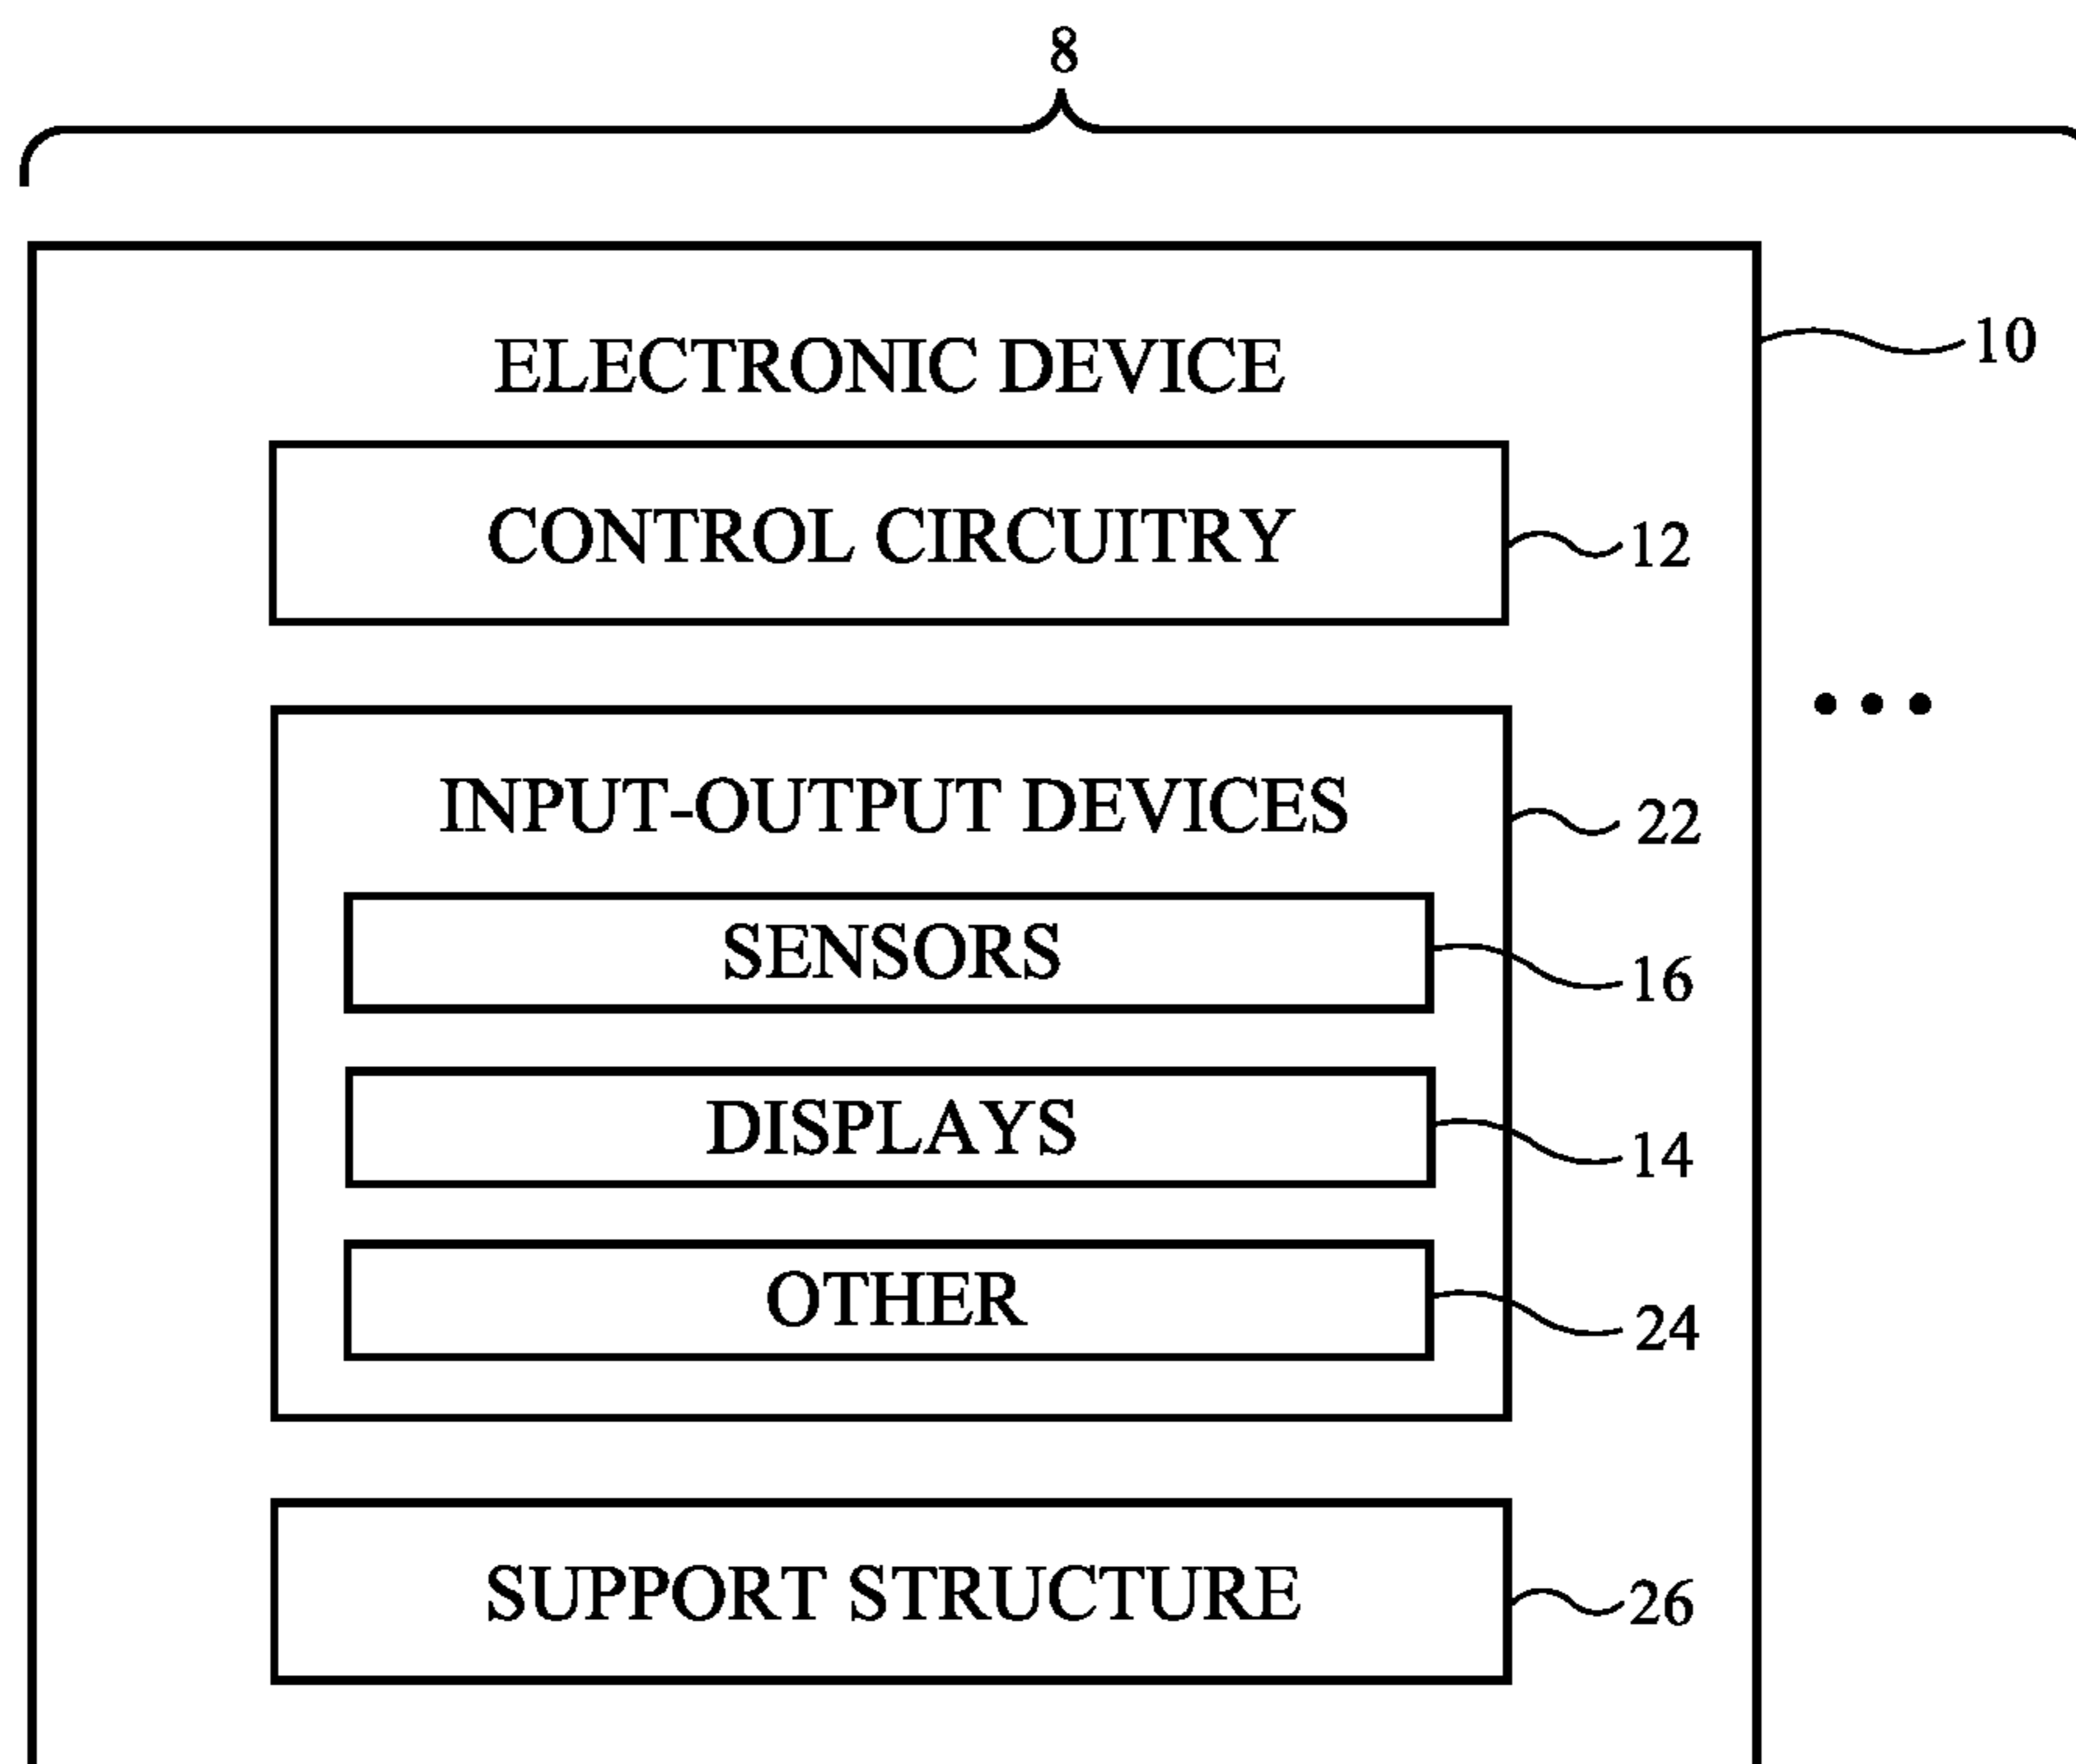 8
ELECTRONIC DEVICE
10
CONTROL CIRCUITRY
12
INPUT-OUTPUT DEVICES
22
SENSORS
16
DISPLAYS
14
OTHER
24
SUPPORT STRUCTURE
26